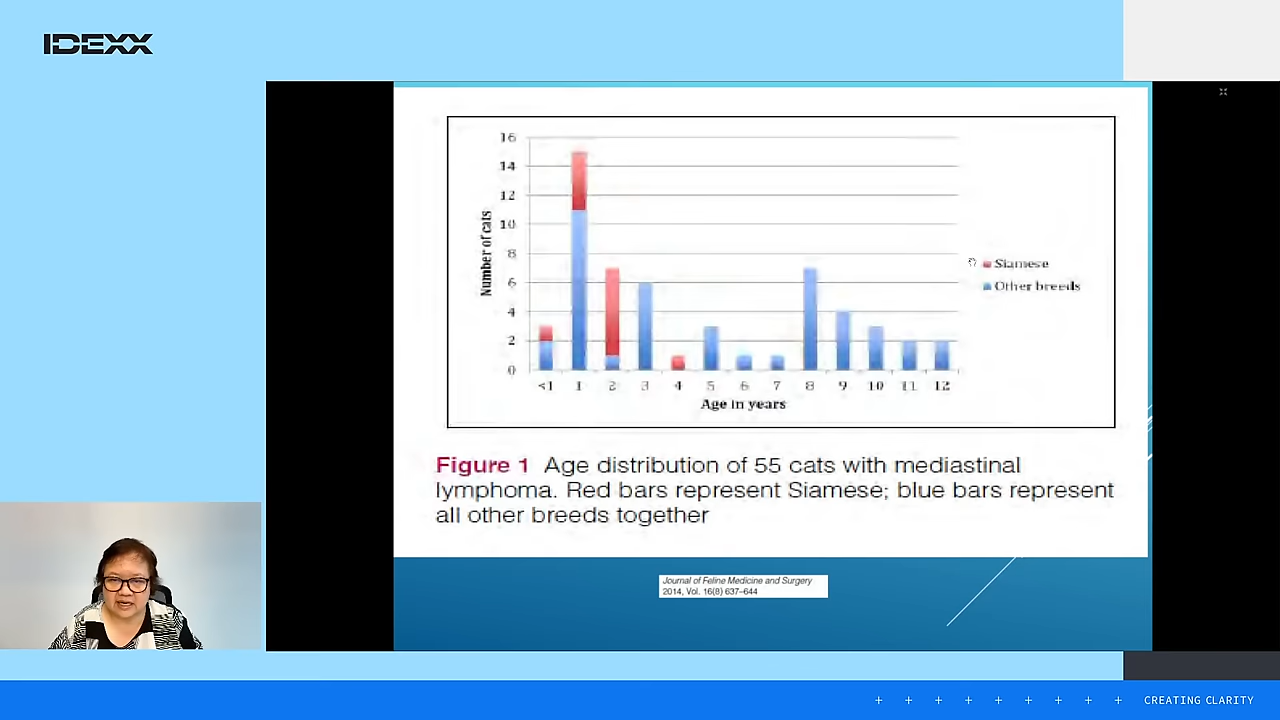 IDEXX
16
14
12
10
8
6
4
2
0
Number of cats
<1 1 2 3 4 5 6 7 8 9 10 11 12
Age in years
Siamese
Other breeds
Figure 1 Age distribution of 55 cats with mediastinal
lymphoma. Red bars represent Siamese; blue bars represent
all other breeds together
Journal of Feline Medicine and Surgery
2014, Vol. 16(8) 637–644
CREATING CLARITY